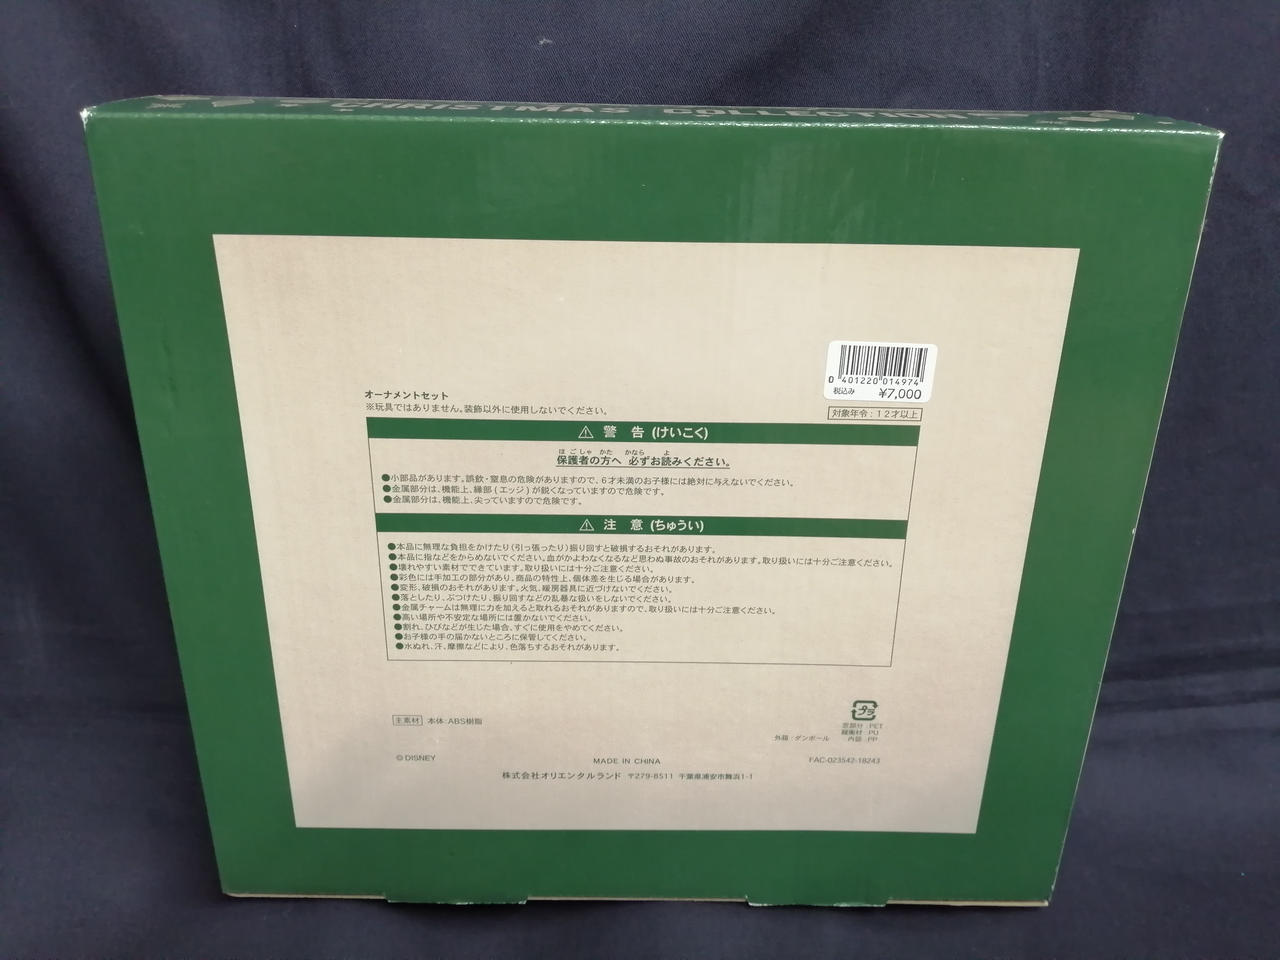 CHRISTMAS COLLECTION
0 401220 014974
税込み ¥7,000
オーナメントセット
※玩具ではありません。装飾以外に使用しないでください。
対象年令:12才以上
⚠ 警 告 (けいこく)
ほごしゃ かた かなら よ
保護者の方へ 必ずお読みください。
●小部品があります。誤飲・窒息の危険がありますので、6才未満のお子様には絶対に与えないでください。
●金属部分は、機能上、縁部(エッジ)が鋭くなっていますので危険です。
●金属部分は、機能上、尖っていますので危険です。
⚠ 注 意 (ちゅうい)
●本品に無理な負担をかけたり(引っ張ったり)振り回すと破損するおそれがあります。
●本品に指などをからめないでください。血がかよわなくなるなど思わぬ事故のおそれがあります。取り扱いには十分ご注意ください。
●壊れやすい素材でできています。取り扱いには十分ご注意ください。
●彩色には手加工の部分があり、商品の特性上、個体差を生じる場合があります。
●変形、破損のおそれがあります。火気、暖房器具に近づけないでください。
●落としたり、ぶつけたり、振り回すなどの乱暴な扱いをしないでください。
●金属チャームは無理に力を加えると取れるおそれがありますので、取り扱いには十分ご注意ください。
●高い場所や不安定な場所には置かないでください。
●割れ、ひびなどが生じた場合、すぐに使用をやめてください。
●お子様の手の届かないところに保管してください。
●水ぬれ、汗、摩擦などにより、色落ちするおそれがあります。
主素材 本体:ABS樹脂
プラ
窓部分:PET
緩衝材:PU
外箱:ダンボール 内袋:PP
© DISNEY MADE IN CHINA FAC-023542-18243
株式会社オリエンタルランド 〒279-8511 千葉県浦安市舞浜1-1